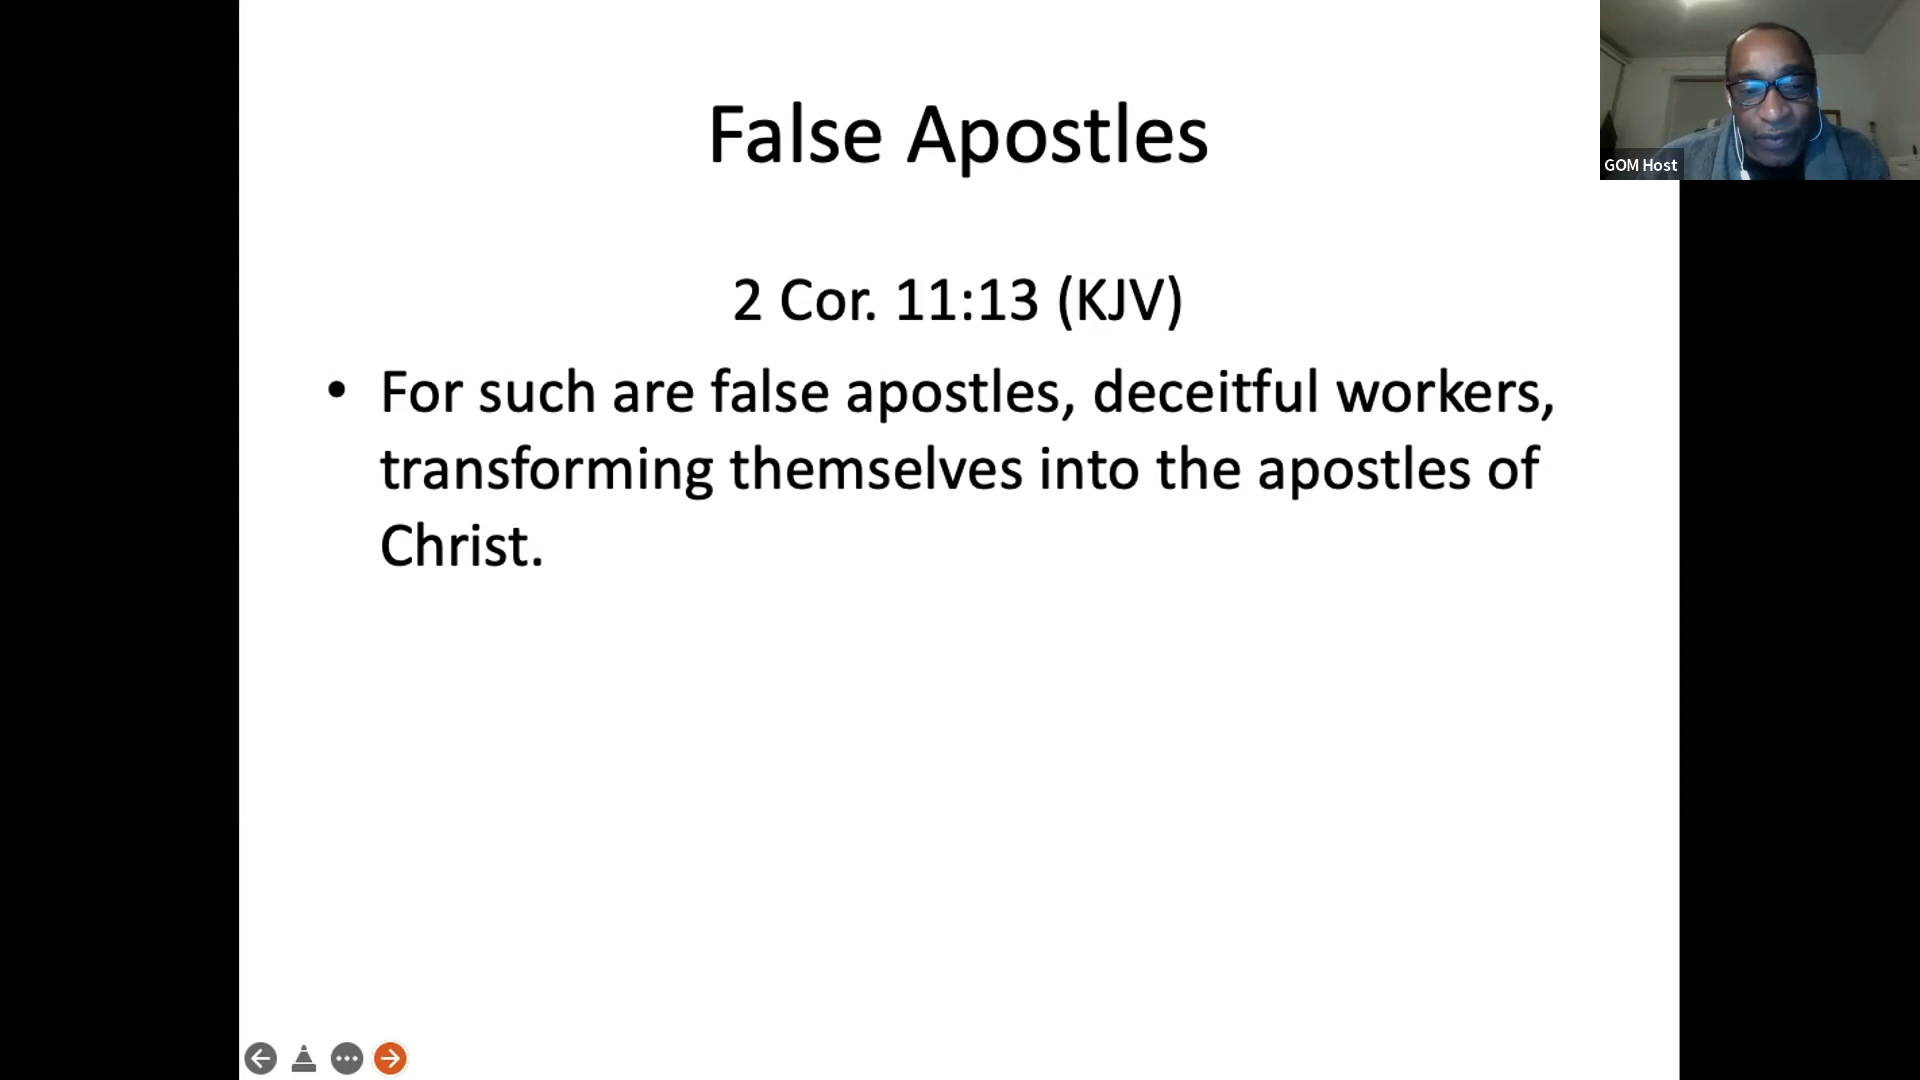 False Apostles
GOM Host
2 Cor. 11:13 (KJV)
• For such are false apostles, deceitful workers,
transforming themselves into the apostles of
Christ.